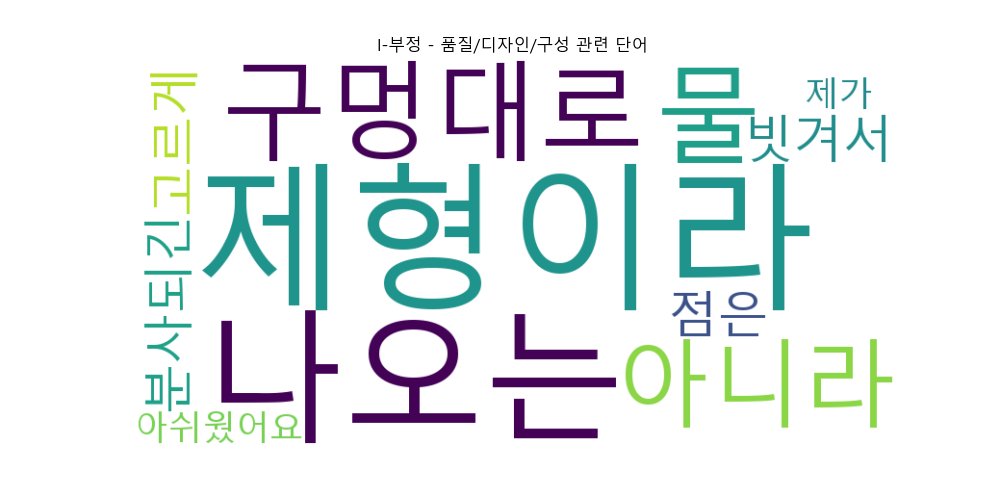 I-부정 - 품질/디자인/구성 관련 단어
구멍대로
물
제가
빗겨서
고르게
제형이라
분사되긴
점은
나오는
아니라
아쉬웠어요